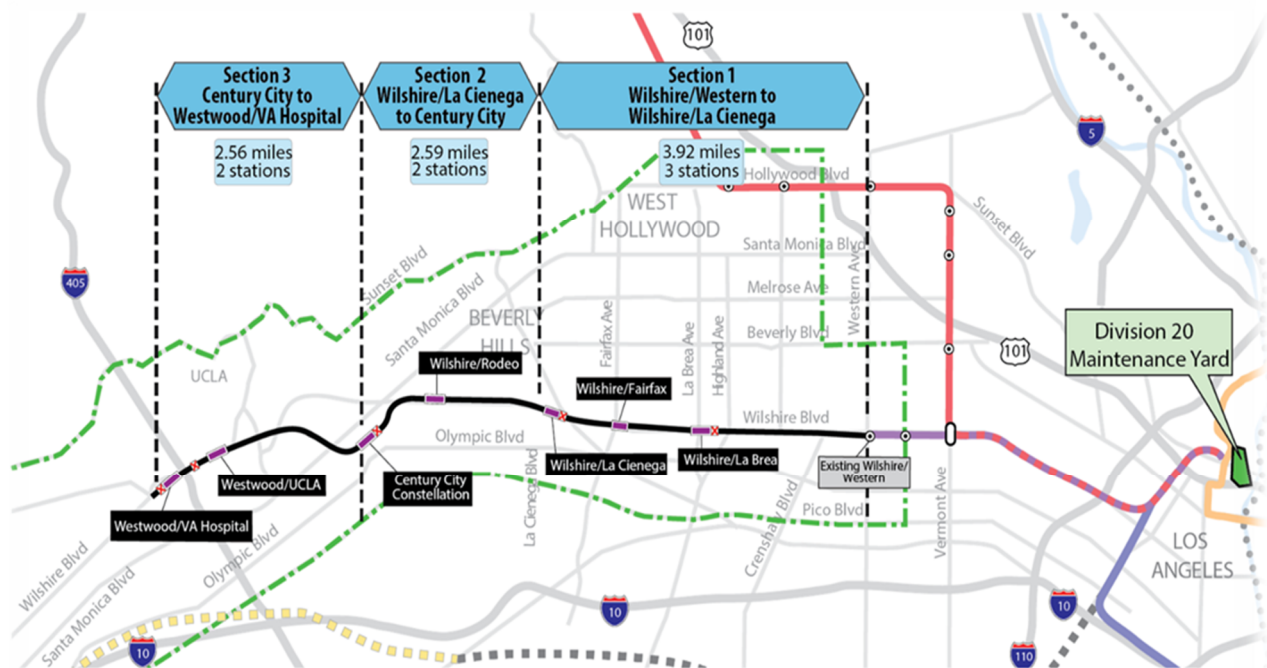 101
Section 3
Century City to
Westwood/VA Hospital
Section 2
Wilshire/La Cienega
to Century City
Section 1
Wilshire/Western to
Wilshire/La Cienega
5
2.56 miles
2 stations
2.59 miles
2 stations
3.92 miles
3 stations
Hollywood Blvd
WEST
HOLLYWOOD
Sunset Blvd
Santa Monica Blvd
Sunset Blvd
405
Melrose Ave
Western Ave
Santa Monica Blvd
BEVERLY
HILLS
Fairfax Ave
La Brea Ave
Highland Ave
Beverly Blvd
101
Division 20
Maintenance Yard
UCLA
Wilshire/Rodeo
Wilshire/Fairfax
Wilshire Blvd
Olympic Blvd
Wilshire/La Cienega
Wilshire/La Brea
Existing Wilshire/
Western
Westwood/UCLA
Century City
Constellation
La Cienega Blvd
Crenshaw Blvd
Pico Blvd
Vermont Ave
Westwood/VA Hospital
LOS
ANGELES
Wilshire Blvd
Santa Monica Blvd
Olympic Blvd
10
10
10
110